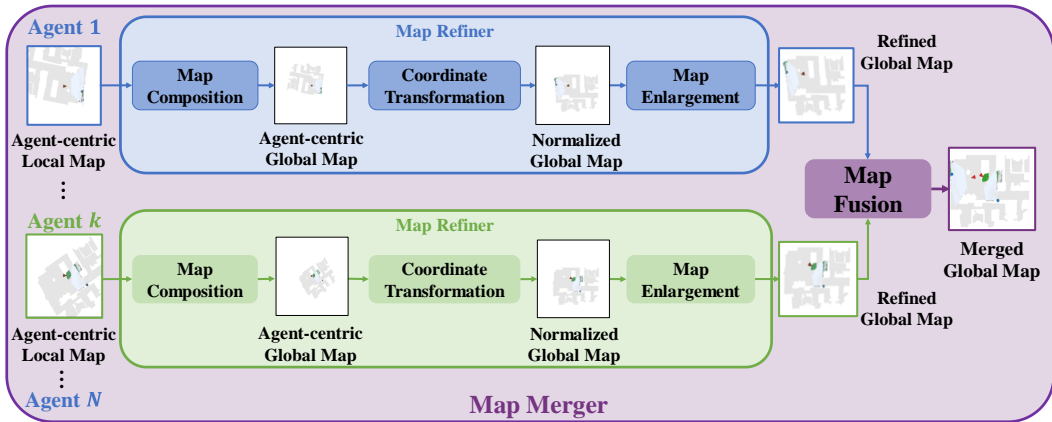 Agent 1
Map Refiner
Map
Composition
Coordinate
Transformation
Map
Enlargement
Refined
Global Map
Agent-centric
Local Map
Agent-centric
Global Map
Normalized
Global Map
⋮
Map
Fusion
Agent k
Map Refiner
Map
Composition
Coordinate
Transformation
Map
Enlargement
Merged
Global Map
Refined
Global Map
Agent-centric
Local Map
Agent-centric
Global Map
Normalized
Global Map
⋮
Agent N
Map Merger